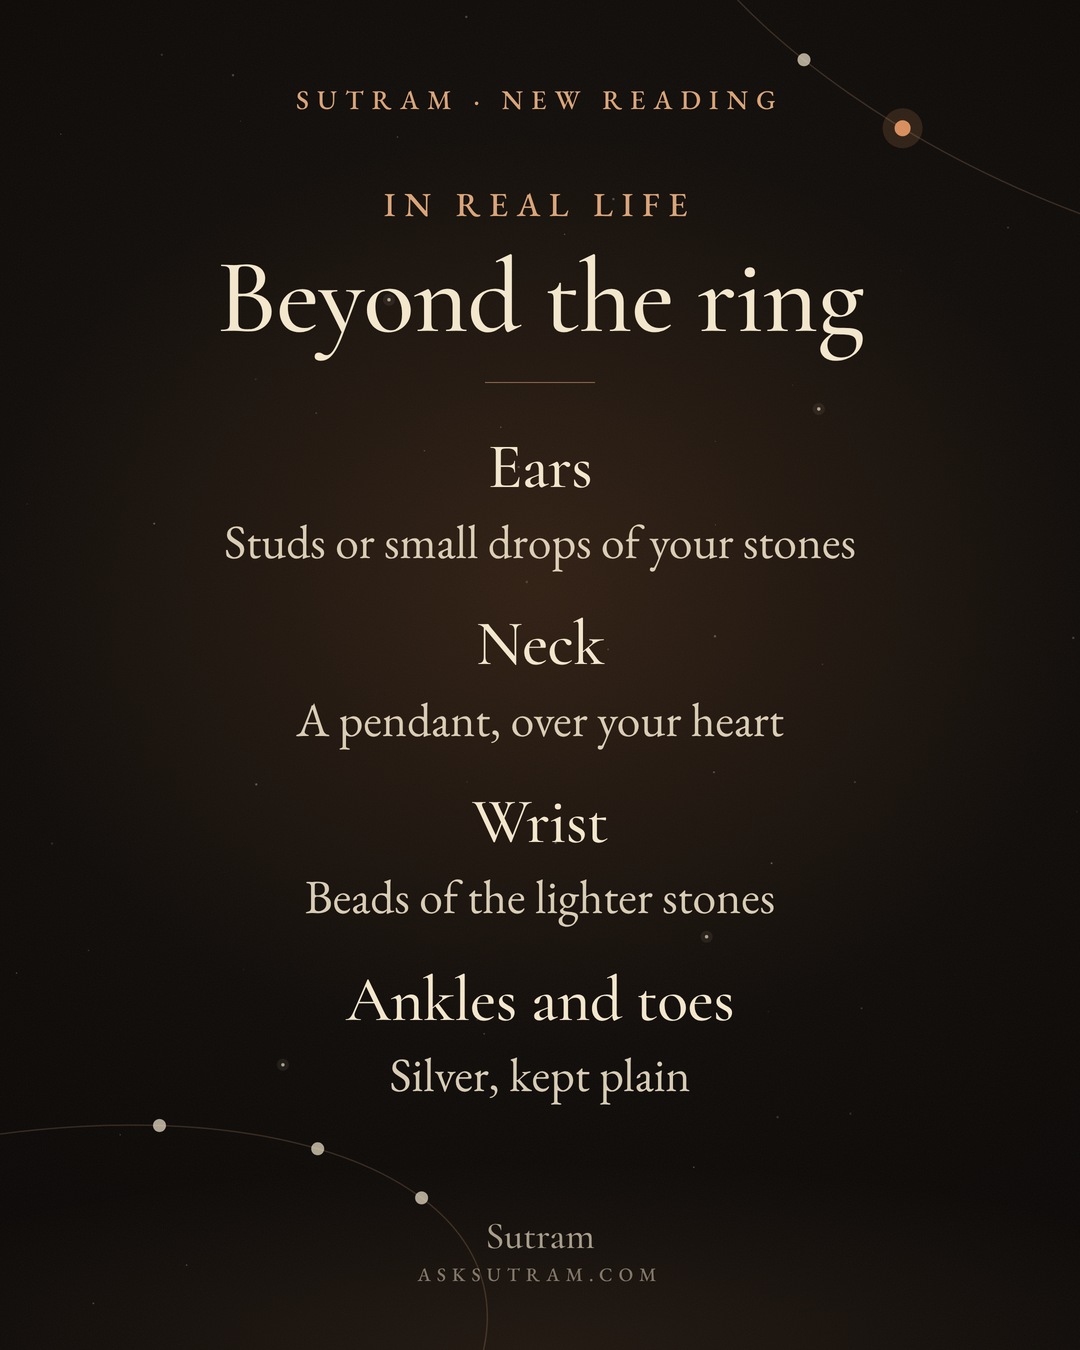 SUTRAM · NEW READING
IN REAL LIFE
Beyond the ring
Ears
Studs or small drops of your stones
Neck
A pendant, over your heart
Wrist
Beads of the lighter stones
Ankles and toes
Silver, kept plain
Sutram
ASKSUTRAM.COM